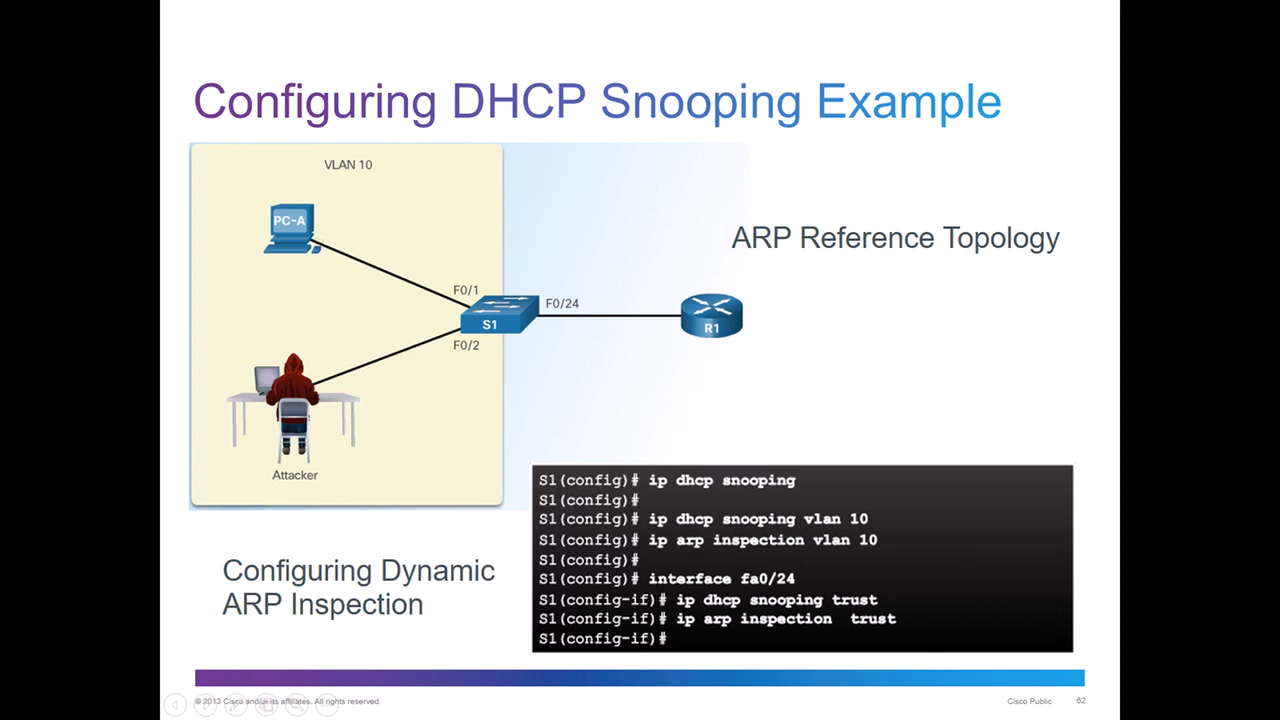 Configuring DHCP Snooping Example
VLAN 10
PC-A
ARP Reference Topology
F0/1
F0/24
S1
R1
F0/2
Attacker
S1(config)# ip dhcp snooping
S1(config)#
S1(config)# ip dhcp snooping vlan 10
S1(config)# ip arp inspection vlan 10
S1(config)#
S1(config)# interface fa0/24
S1(config-if)# ip dhcp snooping trust
S1(config-if)# ip arp inspection  trust
S1(config-if)#
Configuring Dynamic
ARP Inspection
© 2013 Cisco and/or its affiliates. All rights reserved.
Cisco Public
62